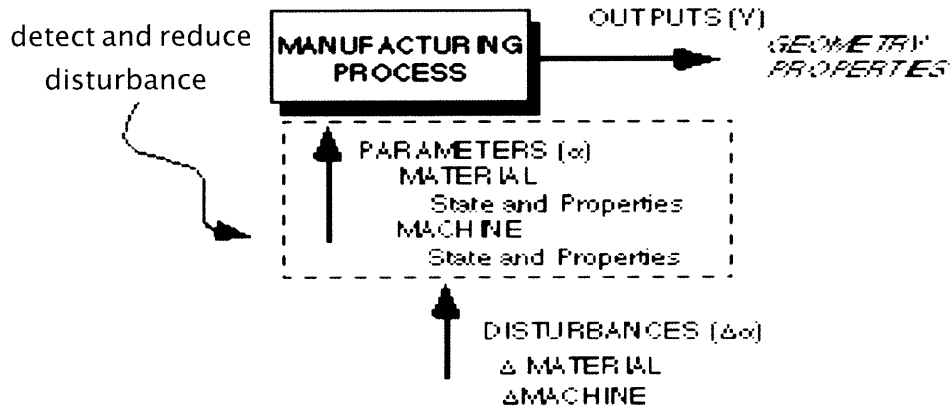 detect and reduce
disturbance
MANUFACTURING
PROCESS
OUTPUTS (Y)
GEOMETRY
PROPERTIES
PARAMETERS (α)
MATERIAL
State and Properties
MACHINE
State and Properties
DISTURBANCES (Δα)
Δ MATERIAL
ΔMACHINE